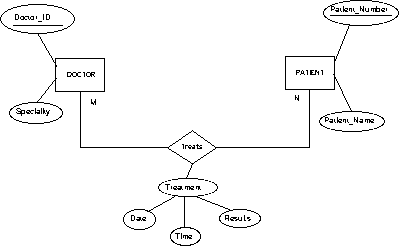 Doctor_ID
Patient_Number
DOCTOR
PATIENT
M
N
Specialty
Patient_Name
Treats
Treatment
Date
Results
Time